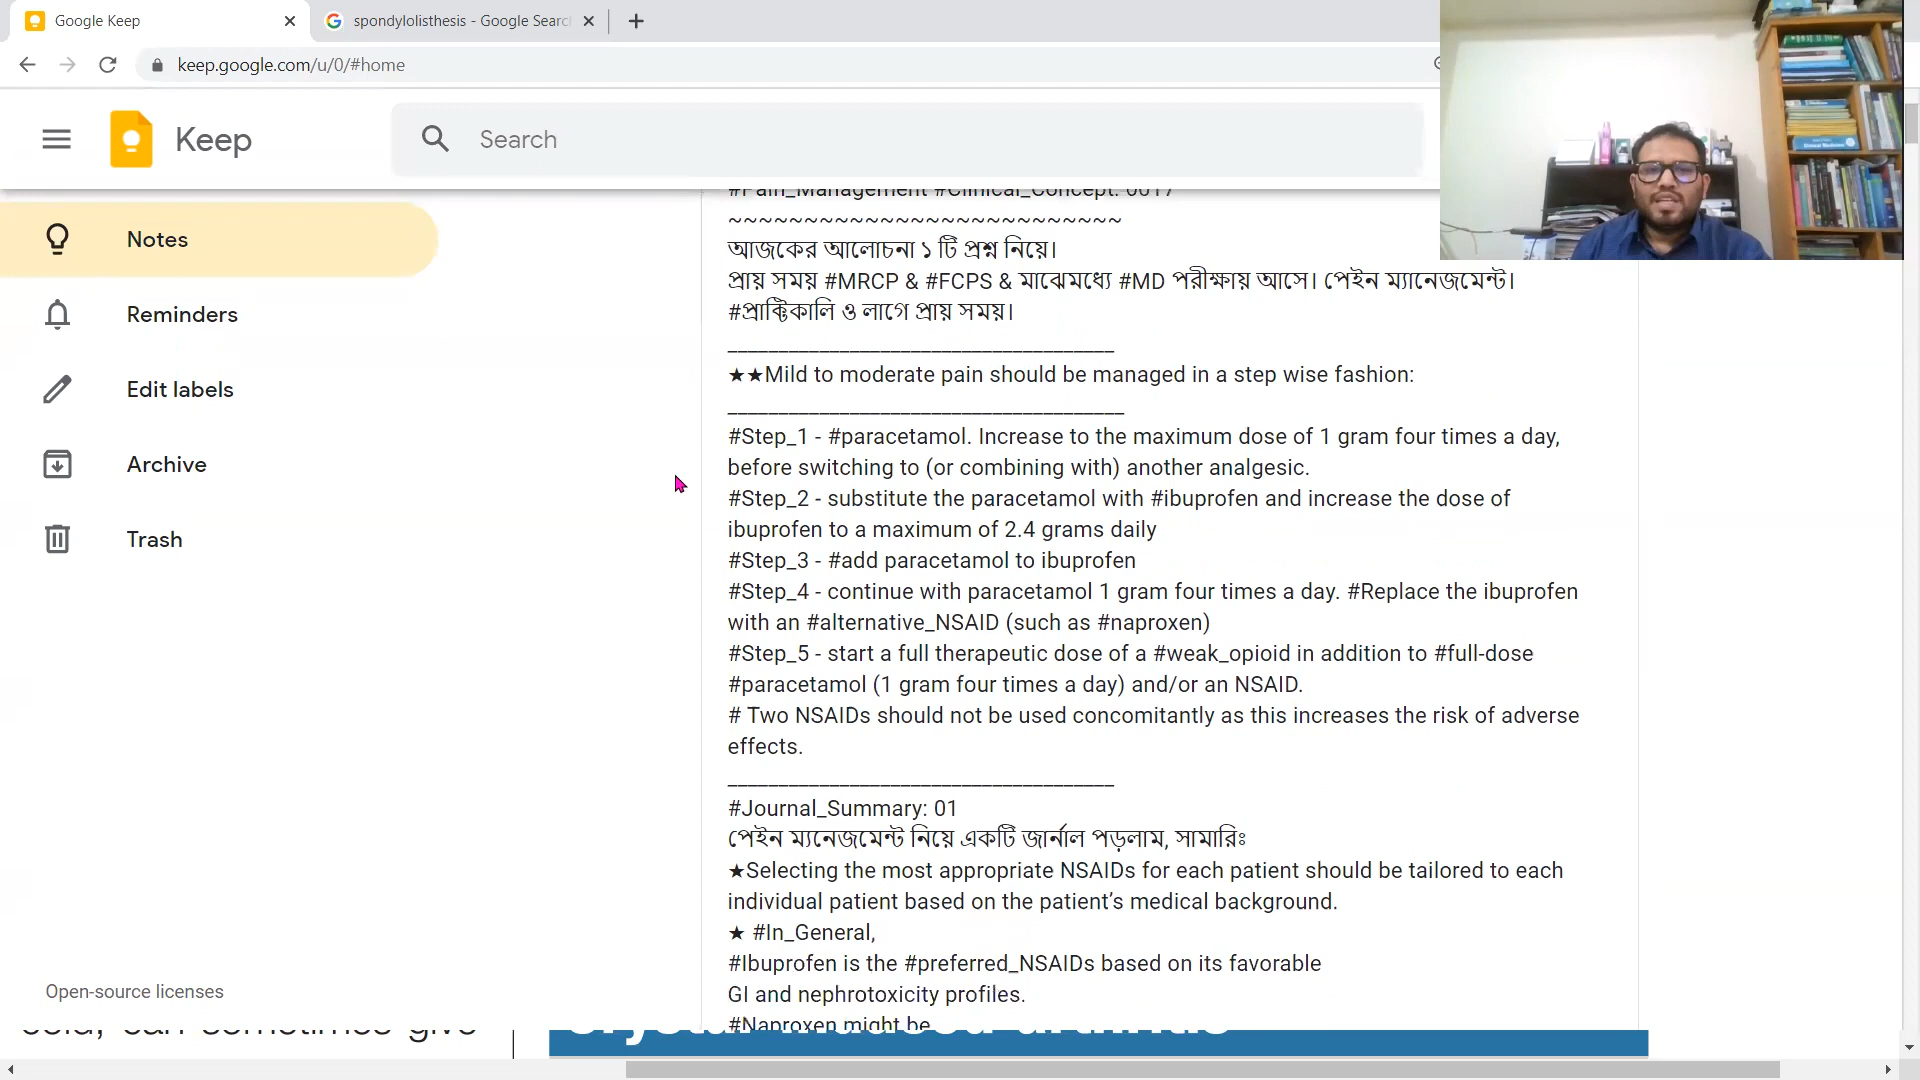 Google Keep
spondylolisthesis - Google Search
keep.google.com/u/0/#home
Keep
Search
Notes
Reminders
Edit labels
Archive
Trash
Open-source licenses
#Pain_Management #Clinical_Concept: 0017
~~~~~~~~~~~~~~~~~~~~~~~~~~
আজকের আলোচনা ১ টি প্রশ্ন নিয়ে।
প্রায় সময় #MRCP & #FCPS & মাঝেমধ্যে #MD পরীক্ষায় আসে। পেইন ম্যানেজমেন্ট।
#প্রাক্টিকালি ও লাগে প্রায় সময়।
★★Mild to moderate pain should be managed in a step wise fashion:
#Step_1 - #paracetamol. Increase to the maximum dose of 1 gram four times a day,
before switching to (or combining with) another analgesic.
#Step_2 - substitute the paracetamol with #ibuprofen and increase the dose of
ibuprofen to a maximum of 2.4 grams daily
#Step_3 - #add paracetamol to ibuprofen
#Step_4 - continue with paracetamol 1 gram four times a day. #Replace the ibuprofen
with an #alternative_NSAID (such as #naproxen)
#Step_5 - start a full therapeutic dose of a #weak_opioid in addition to #full-dose
#paracetamol (1 gram four times a day) and/or an NSAID.
# Two NSAIDs should not be used concomitantly as this increases the risk of adverse
effects.
#Journal_Summary: 01
পেইন ম্যনেজমেন্ট নিয়ে একটি জার্নাল পড়লাম, সামারিঃ
★Selecting the most appropriate NSAIDs for each patient should be tailored to each
individual patient based on the patient's medical background.
★ #In_General,
#Ibuprofen is the #preferred_NSAIDs based on its favorable
GI and nephrotoxicity profiles.
#Naproxen might be
cold, can sometimes give